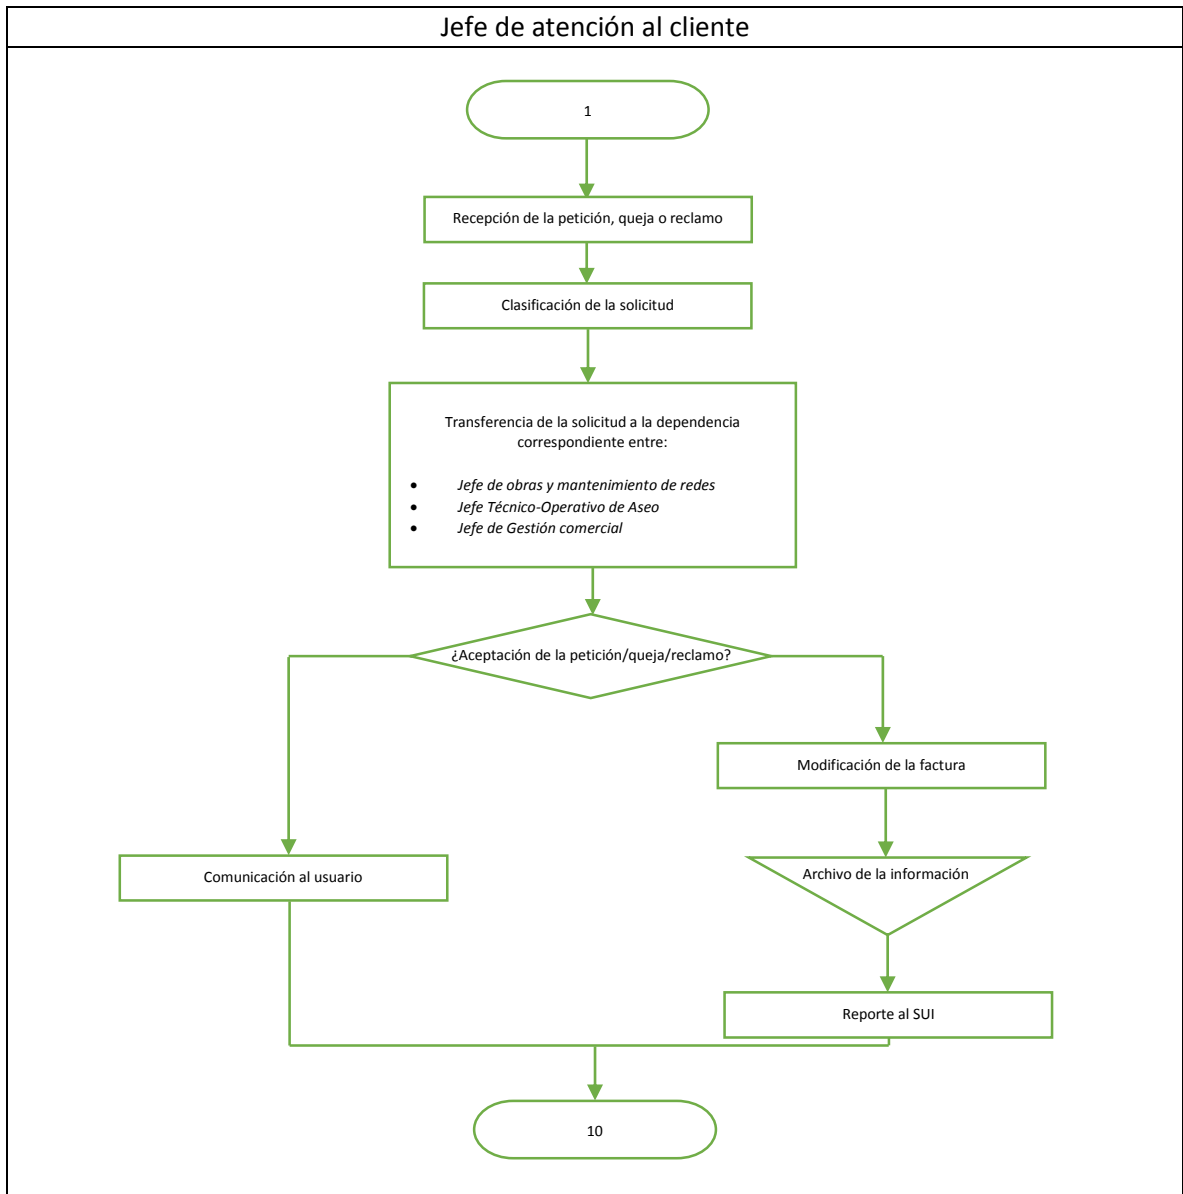 Jefe de atención al cliente
1
Recepción de la petición, queja o reclamo
Clasificación de la solicitud
Transferencia de la solicitud a la dependencia
correspondiente entre:
• Jefe de obras y mantenimiento de redes
• Jefe Técnico-Operativo de Aseo
• Jefe de Gestión comercial
¿Aceptación de la petición/queja/reclamo?
Modificación de la factura
Comunicación al usuario
Archivo de la información
Reporte al SUI
10